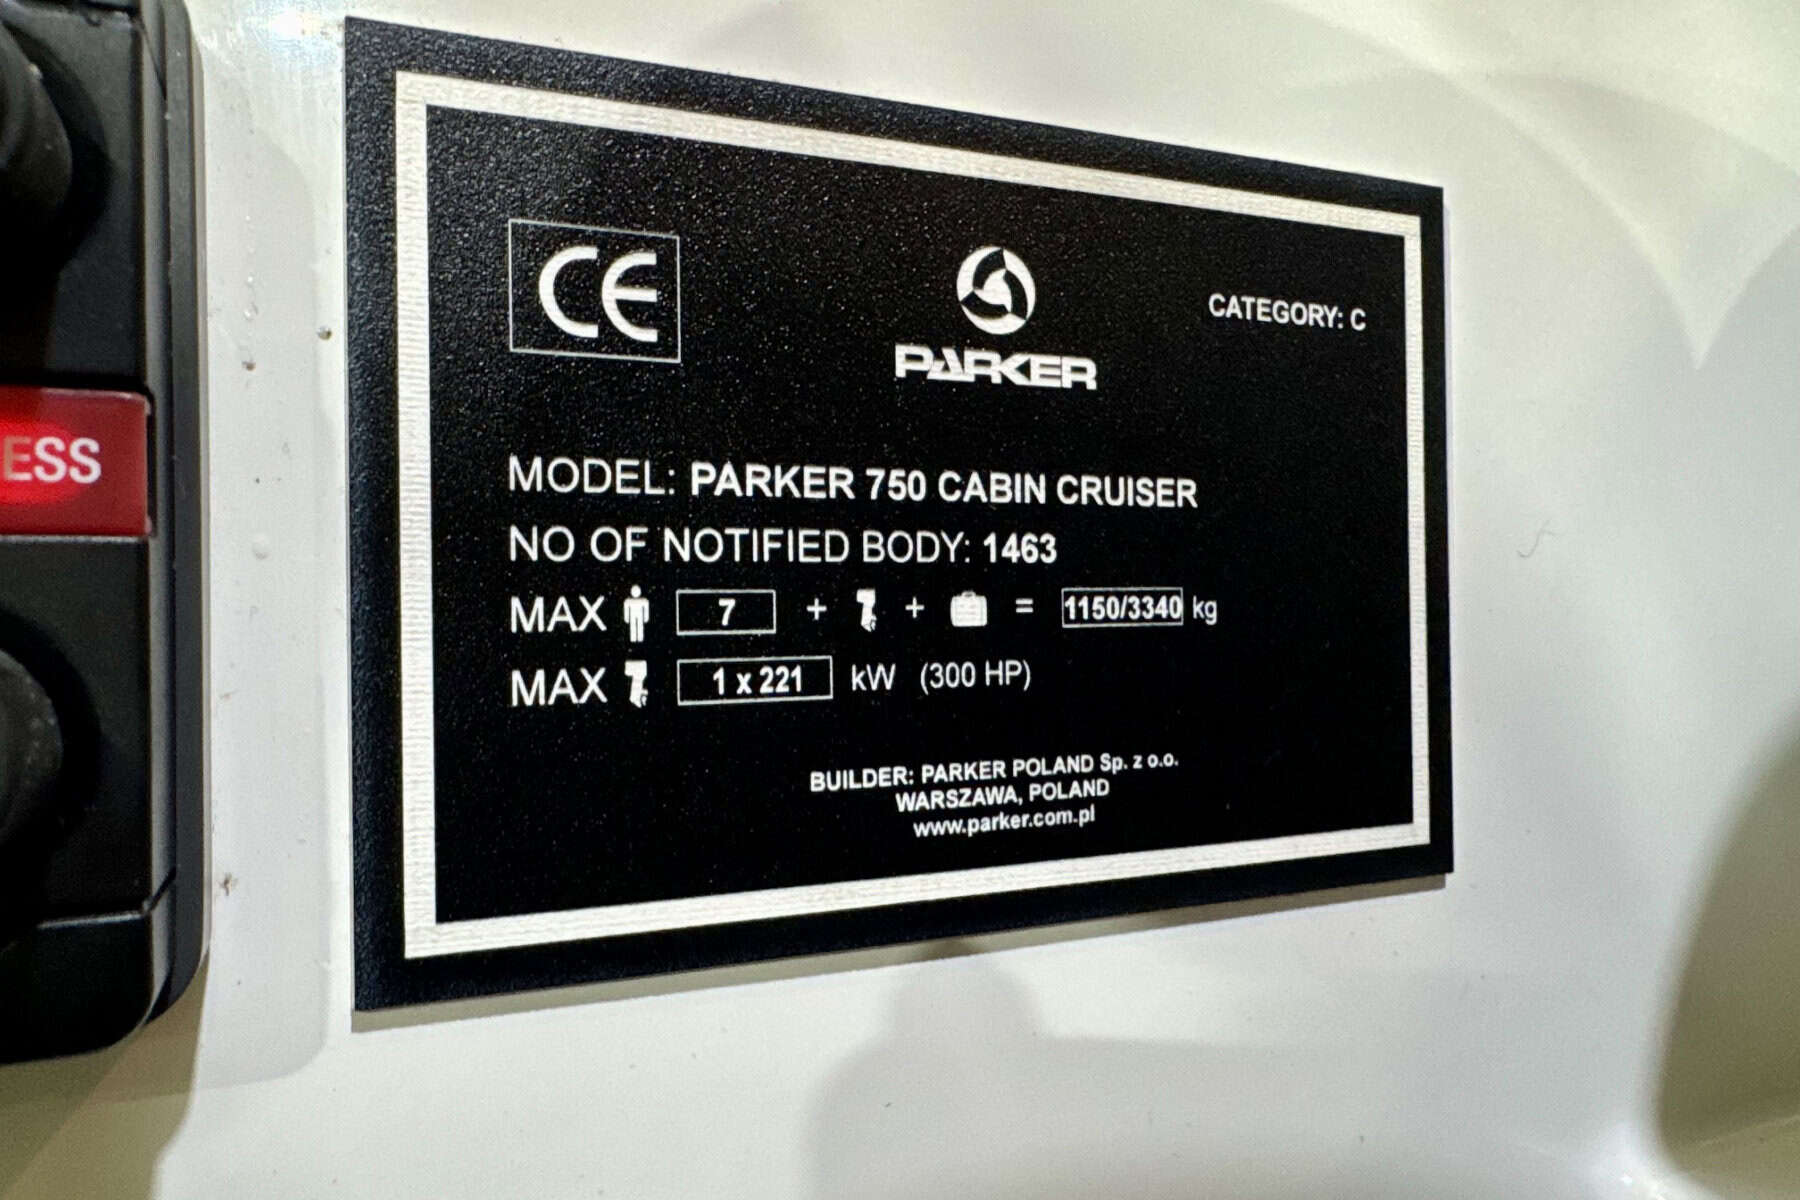 CE
PARKER
CATEGORY: C
MODEL: PARKER 750 CABIN CRUISER
NO OF NOTIFIED BODY: 1463
MAX 7 + + = 1150/3340 kg
MAX 1 x 221 kW (300 HP)
BUILDER: PARKER POLAND Sp. z o.o.
WARSZAWA, POLAND
www.parker.com.pl
ESS